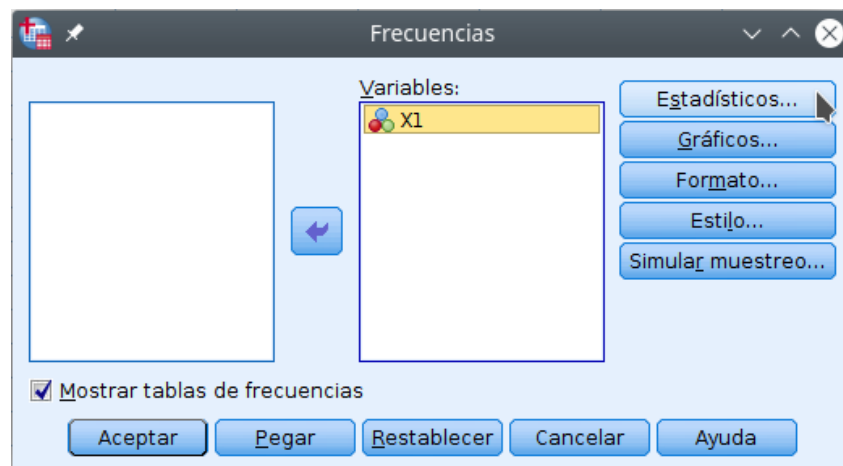 Frecuencias
Variables:
X1
Estadísticos...
Gráficos...
Formato...
Estilo...
Simular muestreo...
Mostrar tablas de frecuencias
Aceptar
Pegar
Restablecer
Cancelar
Ayuda